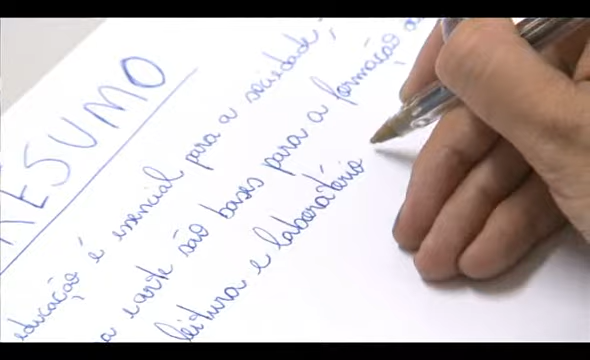 RESUMO
educação é essencial para a sociedade,
a e arte são bases para a formação
leitura e laboratório